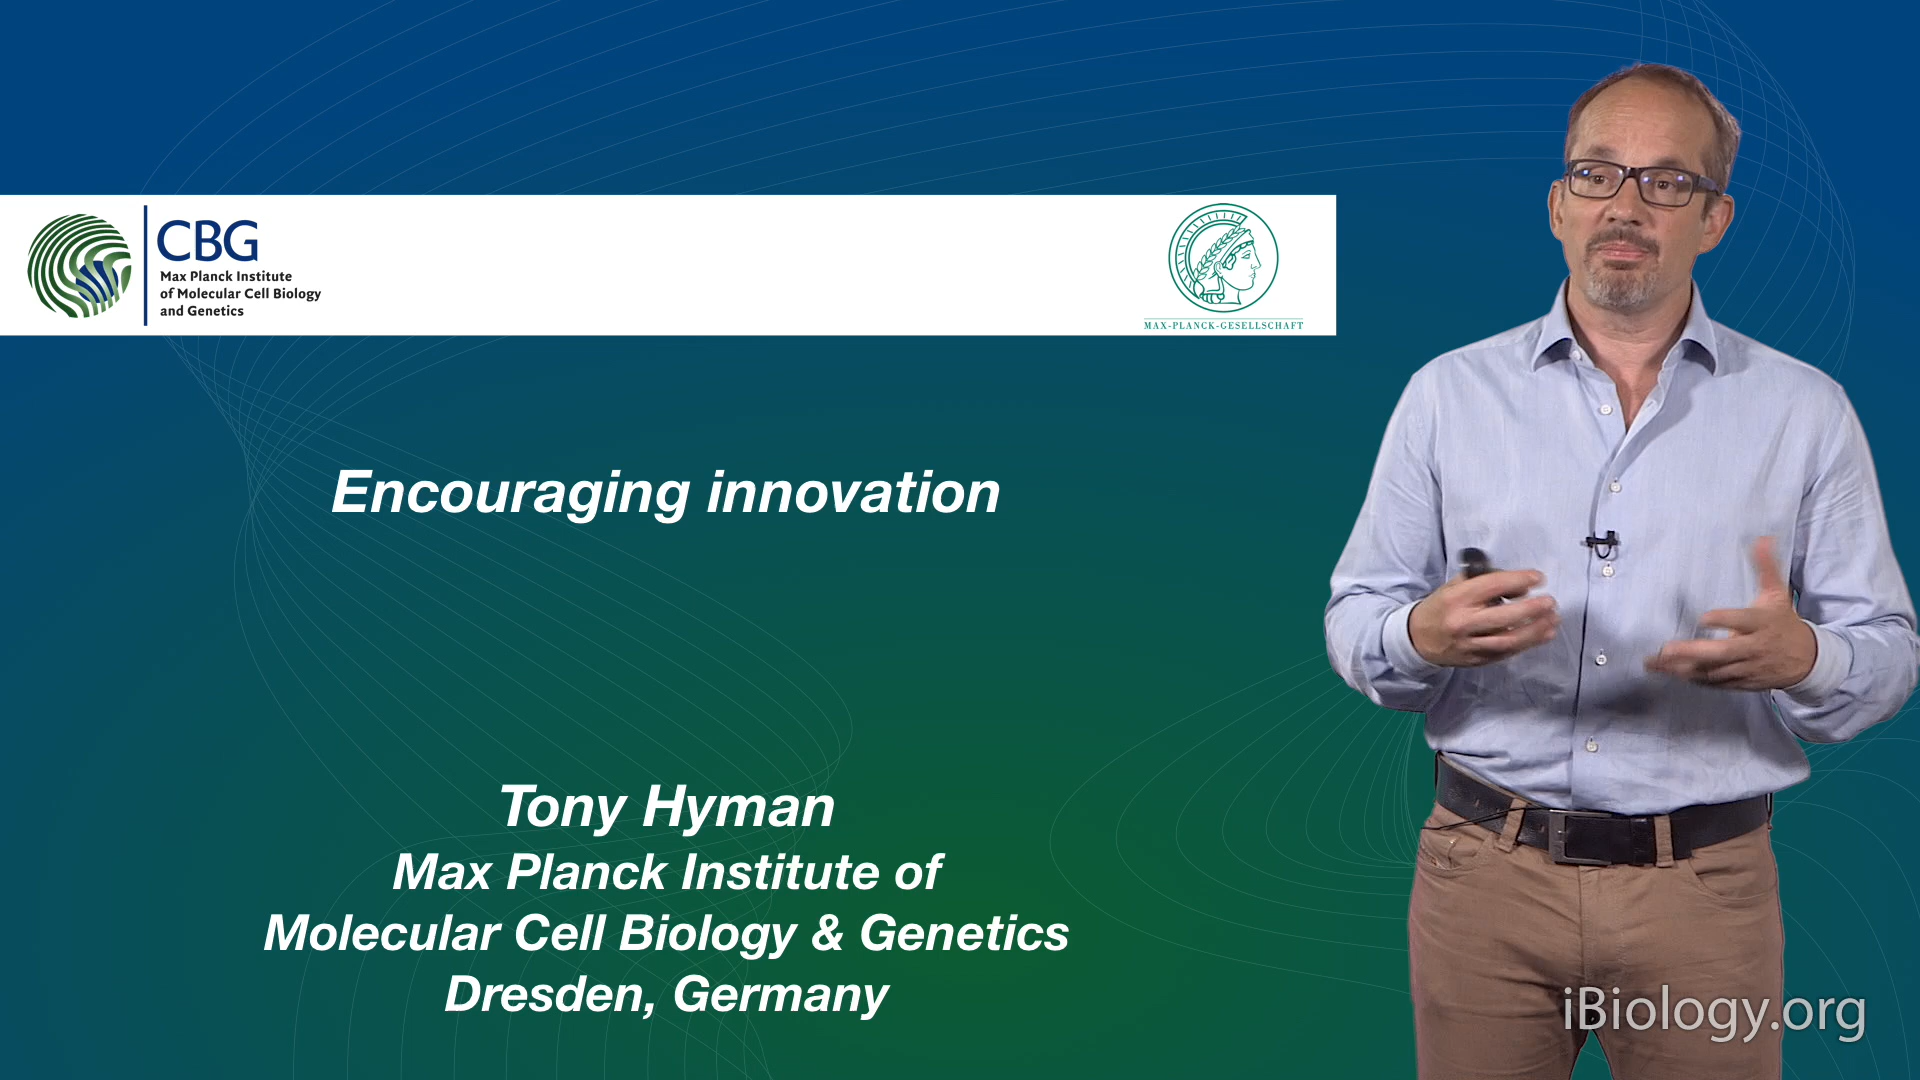 CBG
Max Planck Institute
of Molecular Cell Biology
and Genetics
MAX-PLANCK-GESELLSCHAFT
Encouraging innovation
Tony Hyman
Max Planck Institute of
Molecular Cell Biology & Genetics
Dresden, Germany
iBiology.org